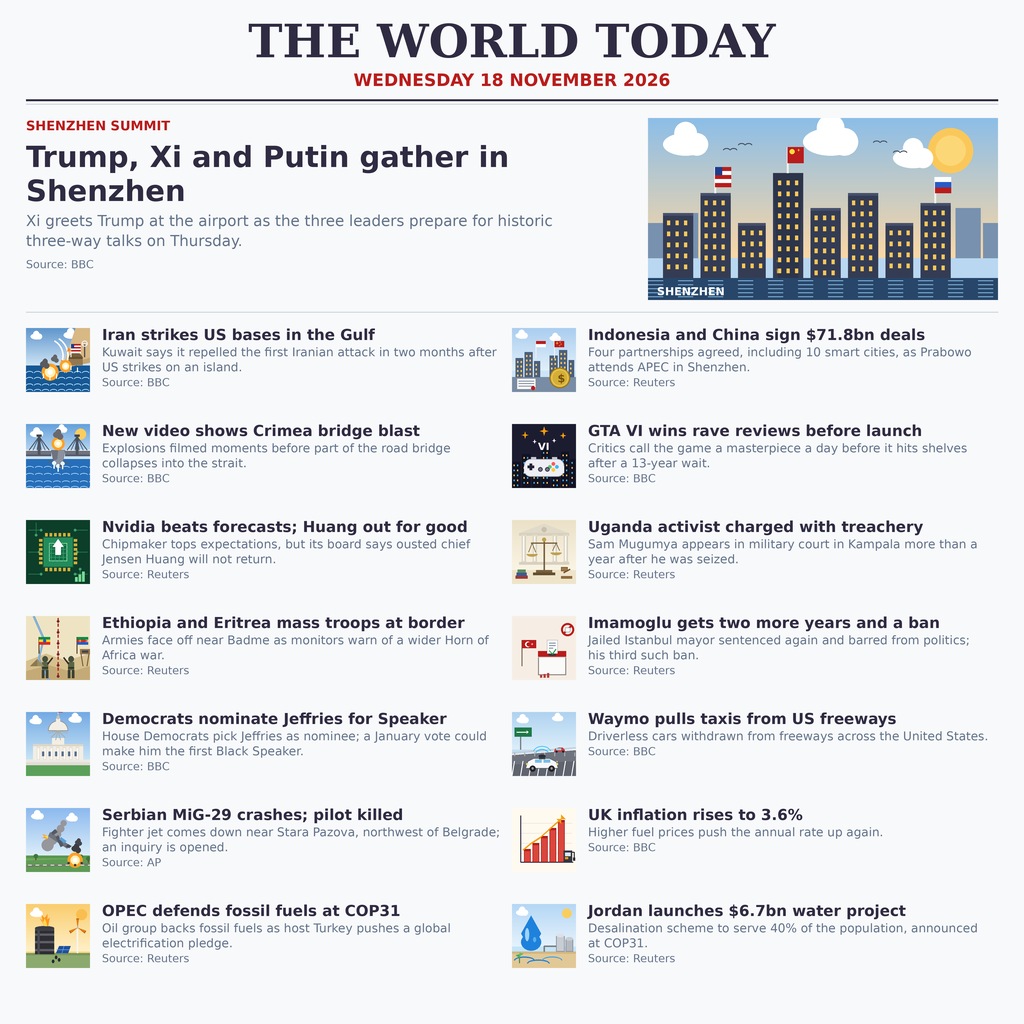 THE WORLD TODAY
WEDNESDAY 18 NOVEMBER 2026
SHENZHEN SUMMIT
Trump, Xi and Putin gather in
Shenzhen
Xi greets Trump at the airport as the three leaders prepare for historic
three-way talks on Thursday.
Source: BBC
SHENZHEN
Iran strikes US bases in the Gulf
Kuwait says it repelled the first Iranian attack in two months after
US strikes on an island.
Source: BBC
Indonesia and China sign $71.8bn deals
Four partnerships agreed, including 10 smart cities, as Prabowo
attends APEC in Shenzhen.
Source: Reuters
$
New video shows Crimea bridge blast
Explosions filmed moments before part of the road bridge
collapses into the strait.
Source: BBC
VI
GTA VI wins rave reviews before launch
Critics call the game a masterpiece a day before it hits shelves
after a 13-year wait.
Source: BBC
Nvidia beats forecasts; Huang out for good
Chipmaker tops expectations, but its board says ousted chief
Jensen Huang will not return.
Source: Reuters
Uganda activist charged with treachery
Sam Mugumya appears in military court in Kampala more than a
year after he was seized.
Source: Reuters
Ethiopia and Eritrea mass troops at border
Armies face off near Badme as monitors warn of a wider Horn of
Africa war.
Source: Reuters
Imamoglu gets two more years and a ban
Jailed Istanbul mayor sentenced again and barred from politics;
his third such ban.
Source: Reuters
Democrats nominate Jeffries for Speaker
House Democrats pick Jeffries as nominee; a January vote could
make him the first Black Speaker.
Source: BBC
Waymo pulls taxis from US freeways
Driverless cars withdrawn from freeways across the United States.
Source: BBC
Serbian MiG-29 crashes; pilot killed
Fighter jet comes down near Stara Pazova, northwest of Belgrade;
an inquiry is opened.
Source: AP
UK inflation rises to 3.6%
Higher fuel prices push the annual rate up again.
Source: BBC
OPEC defends fossil fuels at COP31
Oil group backs fossil fuels as host Turkey pushes a global
electrification pledge.
Source: Reuters
Jordan launches $6.7bn water project
Desalination scheme to serve 40% of the population, announced
at COP31.
Source: Reuters